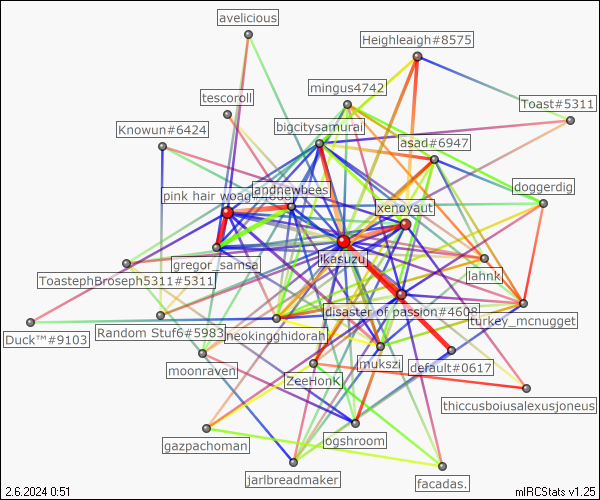 avelicious
Heighleaigh#8575
mingus4742
tescoroll
Toast#5311
Knowun#6424
bigcitysamurai
asad#6947
andnewbees
pink hair woag
doggerdig
xenoyaut
Ikasuzu
gregor_samsa
lahnk
ToastephBroseph5311#5311
disaster of passion#4608
turkey_mcnugget
Duck™#9103
Random Stuf6#5983
neokingghidorah
moonraven
mukszi
default#0617
ZeeHonK
thiccusboiusalexusjoneus
gazpachoman
ogshroom
jarlbreadmaker
facadas.
2.6.2024 0:51
mIRCStats v1.25